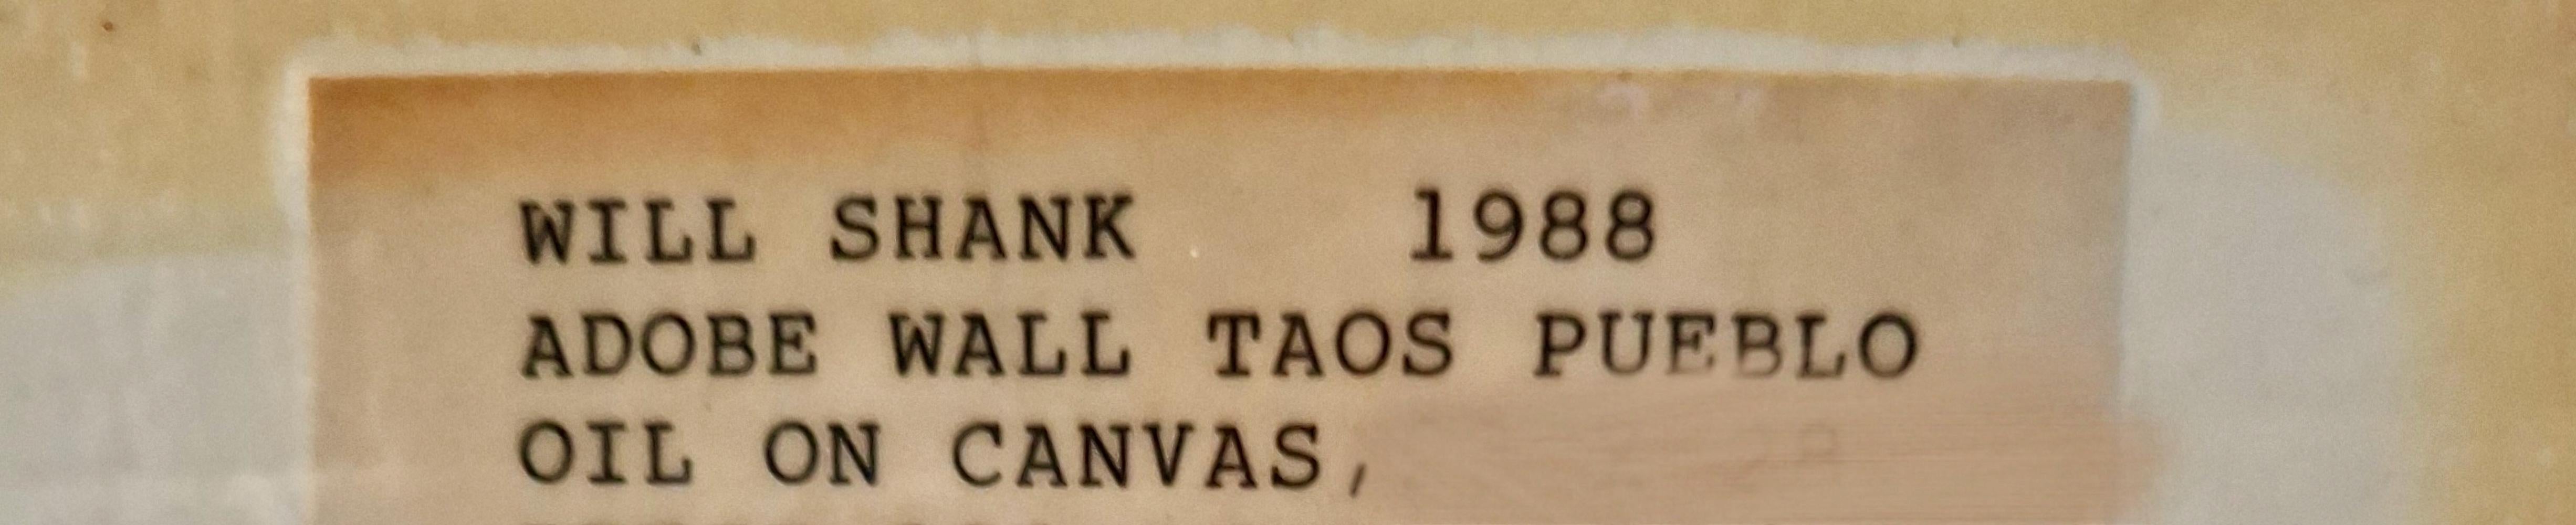 WILL SHANK 1988
ADOBE WALL TAOS PUEBLO
OIL ON CANVAS,